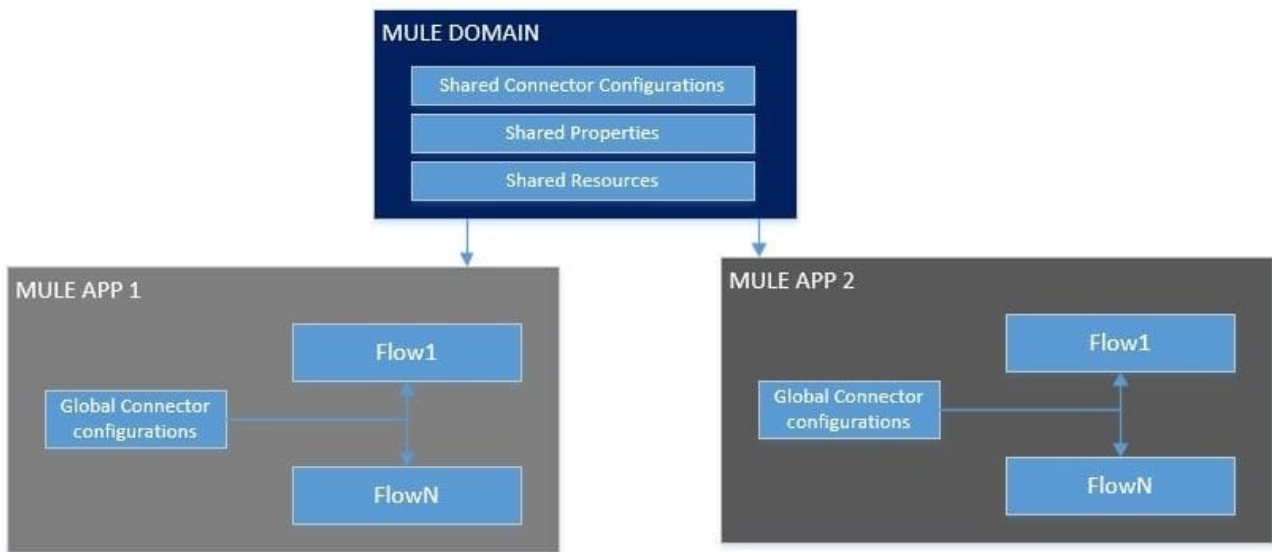 MULE DOMAIN
Shared Connector Configurations
Shared Properties
Shared Resources
MULE APP 1
Flow1
Global Connector
configurations
FlowN
MULE APP 2
Flow1
Global Connector
configurations
FlowN